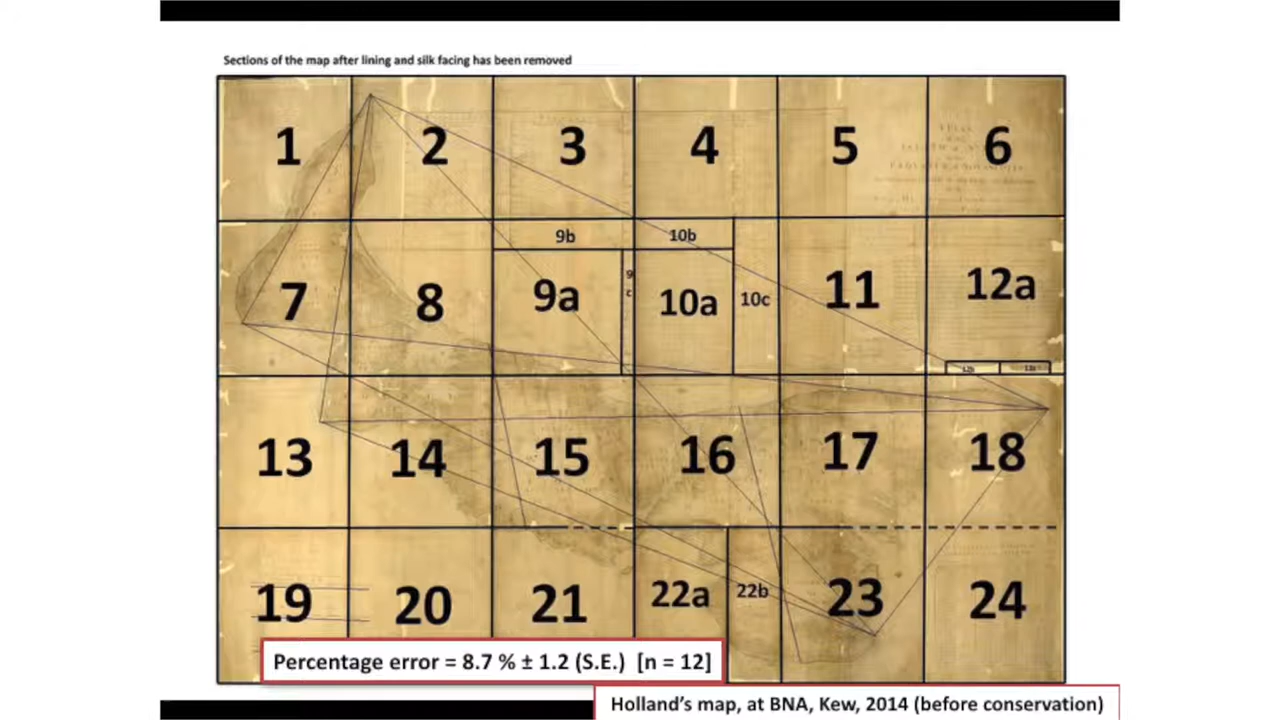 Sections of the map after lining and silk facing has been removed
1 2 3 4 5 6
9b 10b
7 8 9a 9c 10a 10c 11 12a
13 14 15 16 17 18
19 20 21 22a 22b 23 24
Percentage error = 8.7 % ± 1.2 (S.E.) [n = 12]
Holland's map, at BNA, Kew, 2014 (before conservation)